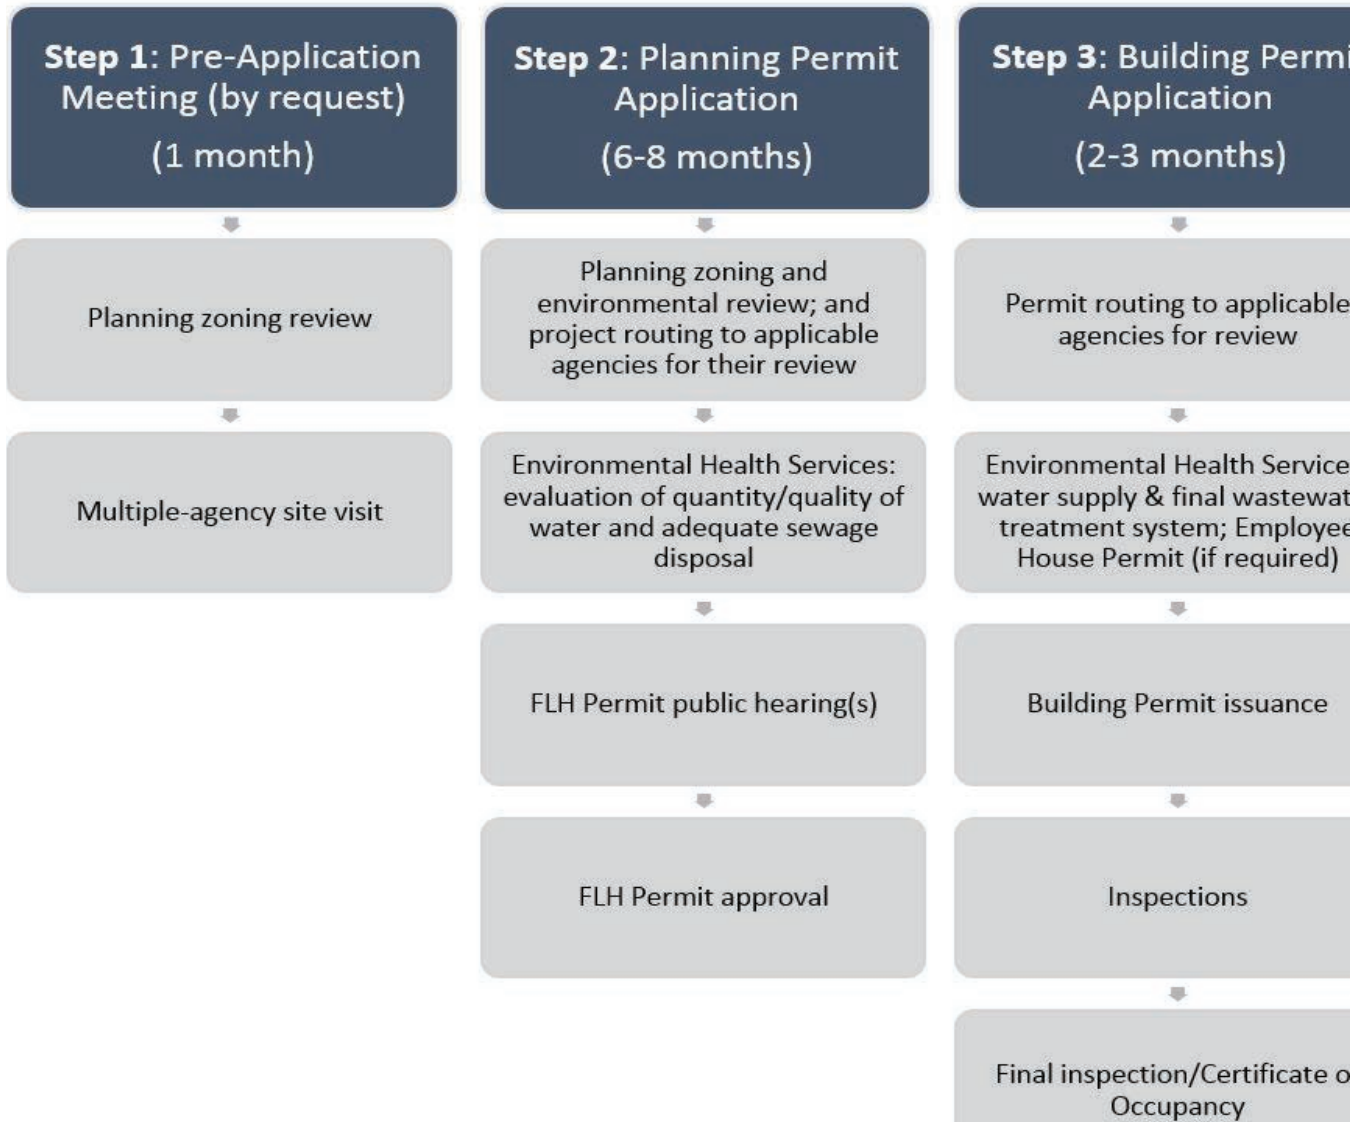 Step 1: Pre-Application
Meeting (by request)
(1 month)
Planning zoning review
Multiple-agency site visit
Step 2: Planning Permit
Application
(6-8 months)
Planning zoning and
environmental review; and
project routing to applicable
agencies for their review
Environmental Health Services:
evaluation of quantity/quality of
water and adequate sewage
disposal
FLH Permit public hearing(s)
FLH Permit approval
Step 3: Building Permi
Application
(2-3 months)
Permit routing to applicable
agencies for review
Environmental Health Service
water supply & final wastewat
treatment system; Employee
House Permit (if required)
Building Permit issuance
Inspections
Final inspection/Certificate o
Occupancy